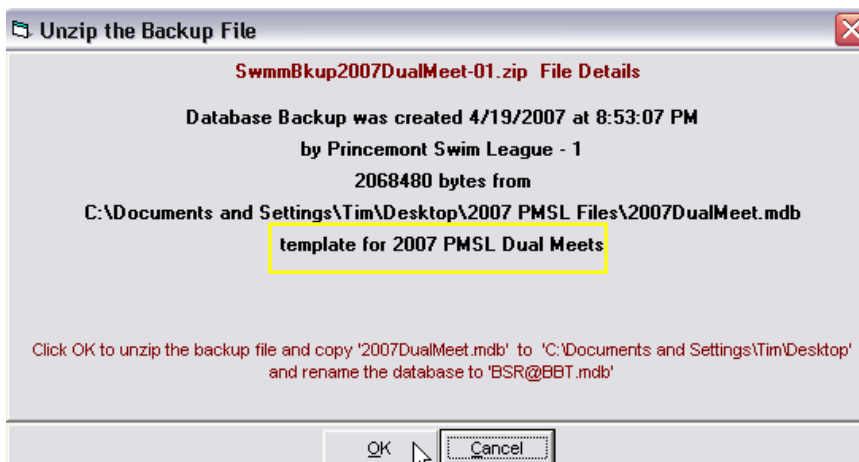 Unzip the Backup File
SwmmBkup2007DualMeet-01.zip File Details
Database Backup was created 4/19/2007 at 8:53:07 PM
by Princemont Swim League - 1
2068480 bytes from
C:\Documents and Settings\Tim\Desktop\2007 PMSL Files\2007DualMeet.mdb
template for 2007 PMSL Dual Meets
Click OK to unzip the backup file and copy '2007DualMeet.mdb' to 'C:\Documents and Settings\Tim\Desktop'
and rename the database to 'BSR@BBT.mdb'
OK Cancel